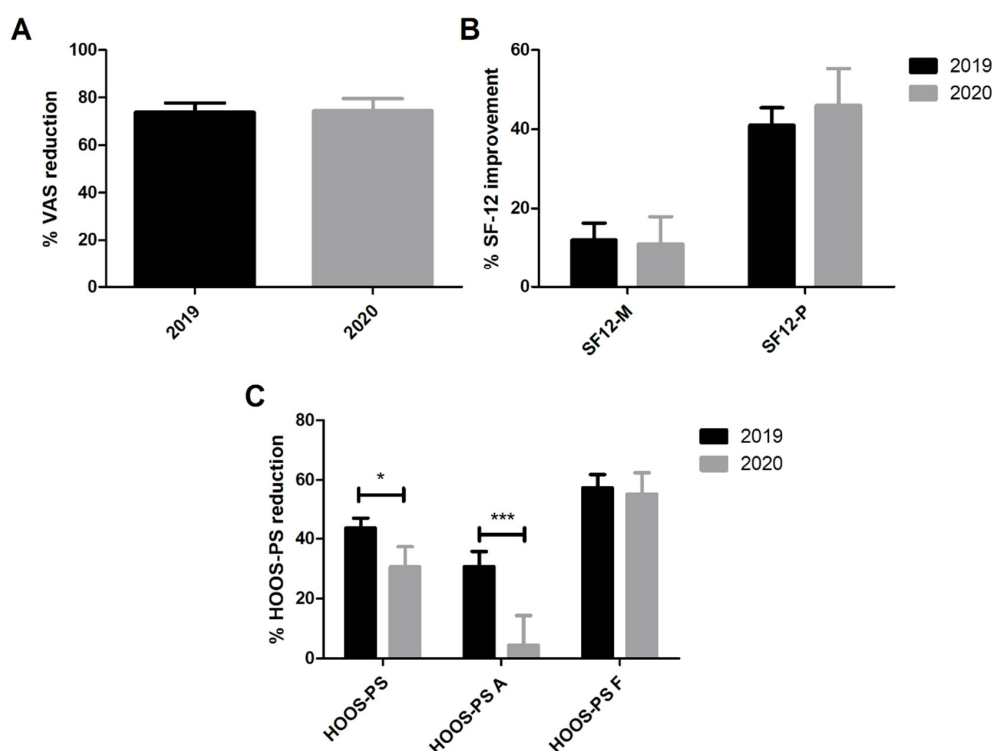 A
% VAS reduction
100
80
60
40
20
0
2019
2020
B
% SF-12 improvement
60
40
20
0
SF12-M
SF12-P
2019
2020
C
% HOOS-PS reduction
80
60
40
20
0
*
***
HOOS-PS
HOOS-PS A
HOOS-PS F
2019
2020